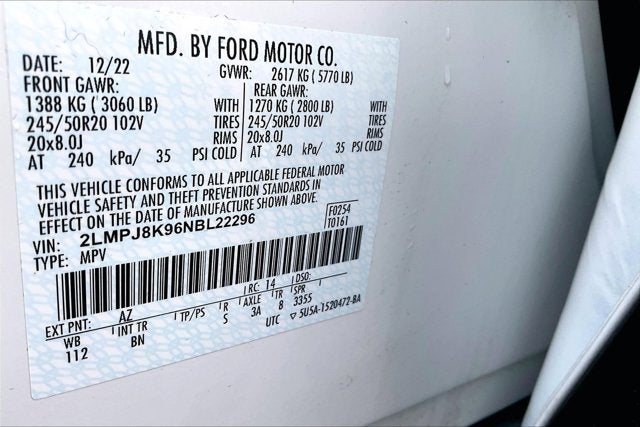 MFD. BY FORD MOTOR CO.
DATE: 12/22 GVWR: 2617 KG ( 5770 LB)
FRONT GAWR: REAR GAWR:
1388 KG ( 3060 LB) WITH 1270 KG ( 2800 LB) WITH
245/50R20 102V TIRES 245/50R20 102V TIRES
20x8.0J RIMS 20x8.0J RIMS
AT 240 kPa/ 35 PSI COLD AT 240 kPa/ 35 PSI COLD
THIS VEHICLE CONFORMS TO ALL APPLICABLE FEDERAL MOTOR
VEHICLE SAFETY AND THEFT PREVENTION STANDARDS IN
EFFECT ON THE DATE OF MANUFACTURE SHOWN ABOVE.
VIN: 2LMPJ8K96NBL22296 F0254
TYPE: MPV T0161
EXT PNT: AZ RC: 14 DSO:
WB INT TR TP/PS R AXLE TR SPR
112 BN S 3A 8 3355
UTC ▽ 5U5A-1520472-BA